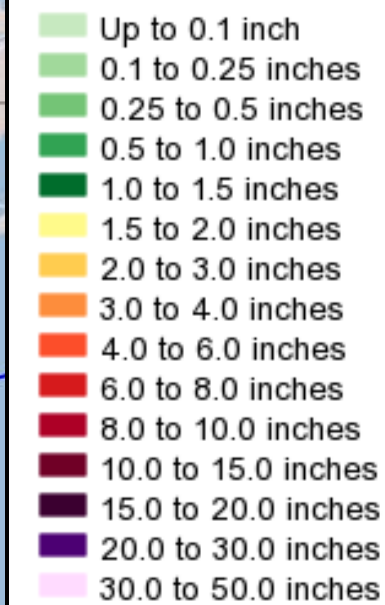 Up to 0.1 inch
0.1 to 0.25 inches
0.25 to 0.5 inches
0.5 to 1.0 inches
1.0 to 1.5 inches
1.5 to 2.0 inches
2.0 to 3.0 inches
3.0 to 4.0 inches
4.0 to 6.0 inches
6.0 to 8.0 inches
8.0 to 10.0 inches
10.0 to 15.0 inches
15.0 to 20.0 inches
20.0 to 30.0 inches
30.0 to 50.0 inches